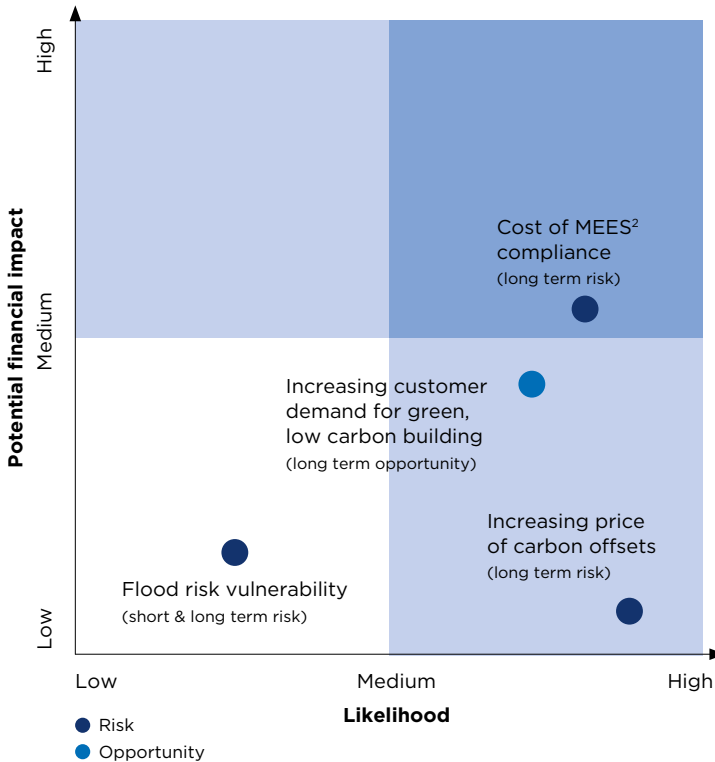 High
Medium
Low
Potential financial impact
Cost of MEES²
compliance
(long term risk)
Increasing customer
demand for green,
low carbon building
(long term opportunity)
Increasing price
of carbon offsets
(long term risk)
Flood risk vulnerability
(short & long term risk)
Low
Medium
High
Likelihood
Risk
Opportunity